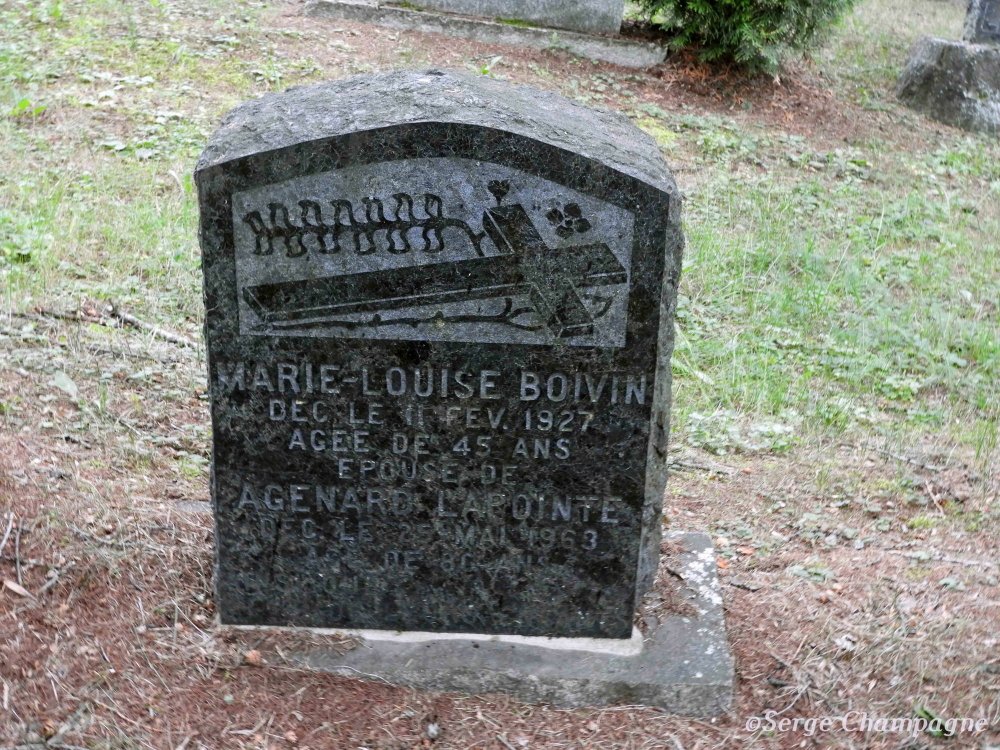 MARIE-LOUISE BOIVIN
DEC. LE 11 FEV. 1927
AGEE DE 45 ANS
EPOUSE DE
AGENARD LAPOINTE
DEC. LE MAI 1963
AGE DE 80 ANS
©Serge Champagne